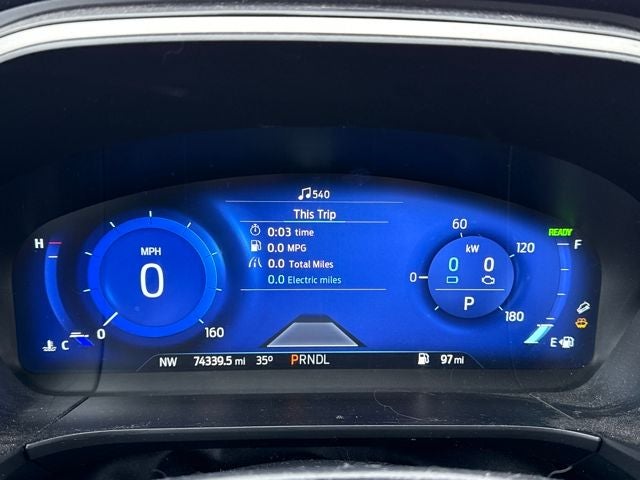 540
This Trip
0:03 time
0.0 MPG
0.0 Total Miles
0.0 Electric miles
H
C
MPH
0
0
160
60
kW
0
120
180
0 0
P
READY
F
E
NW 74339.5 mi 35° PRNDL 97 mi